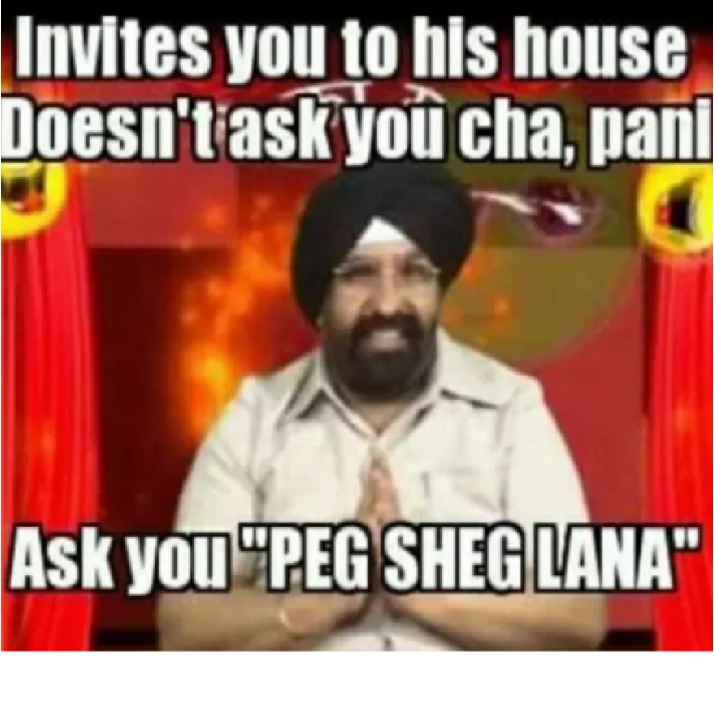 Invites you to his house
Doesn't ask you cha, pani
Ask you "PEG SHEG LANA"